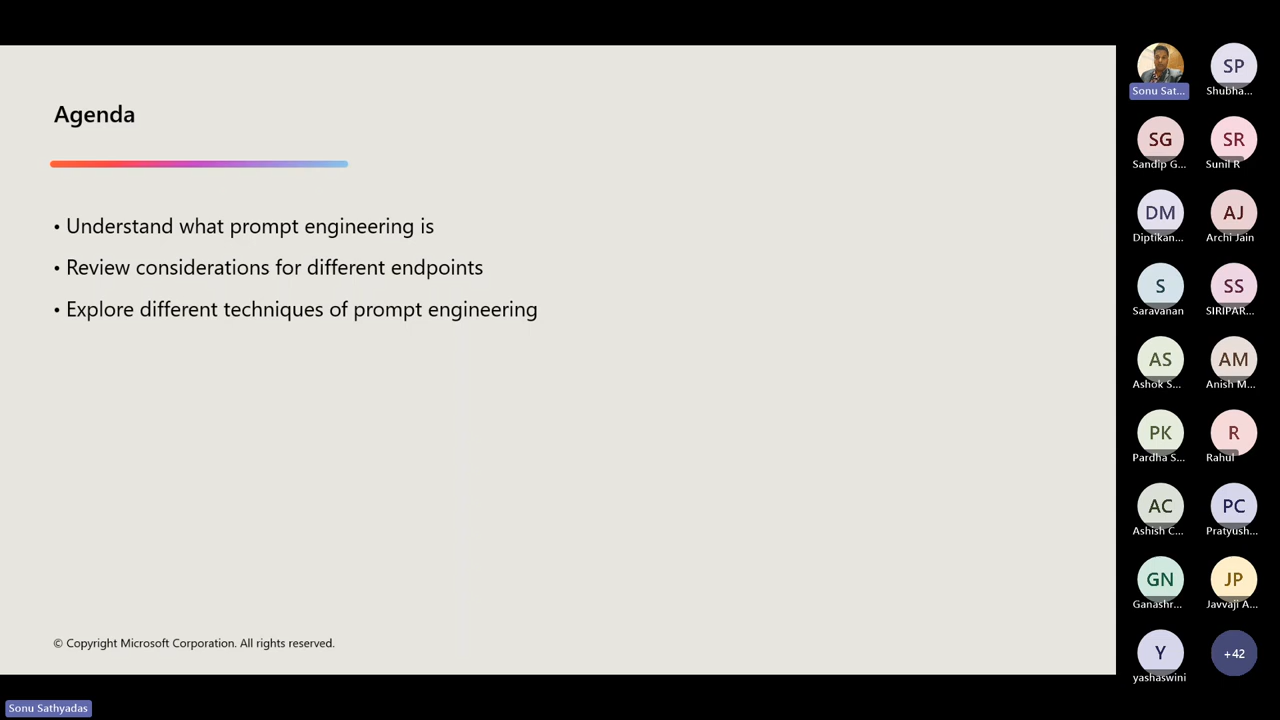 Agenda
• Understand what prompt engineering is
• Review considerations for different endpoints
• Explore different techniques of prompt engineering
© Copyright Microsoft Corporation. All rights reserved.
Sonu Sathyadas
Sonu Sat...
SP
Shubha...
SG
Sandip G...
SR
Sunil R
DM
Diptikan...
AJ
Archi Jain
S
Saravanan
SS
SIRIPAR...
AS
Ashok S...
AM
Anish M...
PK
Pardha S...
R
Rahul
AC
Ashish C...
PC
Pratyush...
GN
Ganashr...
JP
Javvaji A...
Y
yashaswini
+42